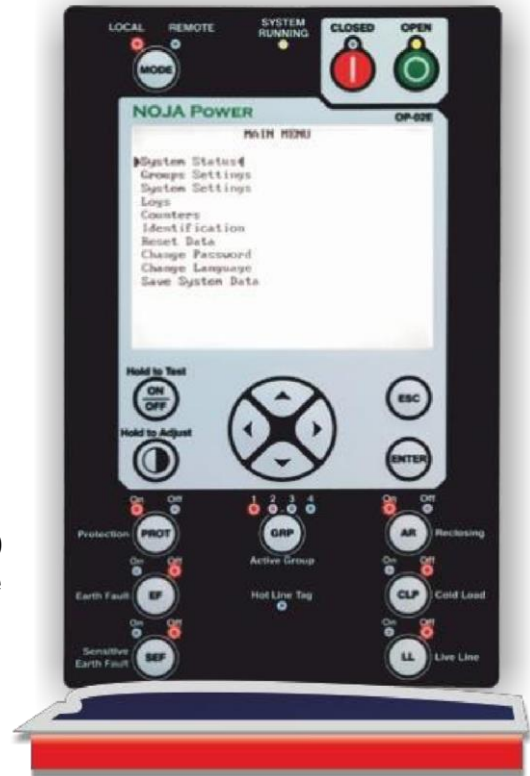 LOCAL REMOTE SYSTEM RUNNING CLOSED OPEN
MODE
NOJA POWER OP-02E
MAIN MENU
System Status
Groups Settings
System Settings
Logs
Counters
Identification
Reset Data
Change Password
Change Language
Save System Data
Hold to Test
ON
OFF
ESC
Hold to Adjust
ENTER
On Off 1 2 3 4 On Off
Protection PROT GRP AR Reclosing
Active Group
On Off On Off
Earth Fault EF Hot Line Tag CLP Cold Load
On Off On Off
Sensitive
Earth Fault SEF LL Live Line